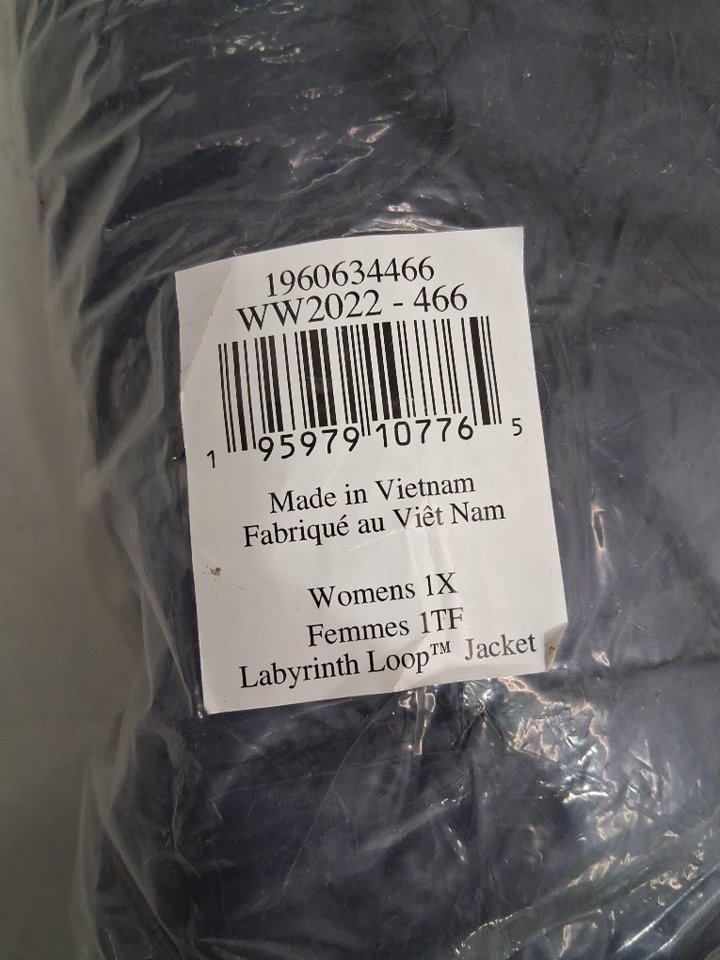 1960634466
WW2022 - 466
1 95979 10776 5
Made in Vietnam
Fabriqué au Viêt Nam
Womens 1X
Femmes 1TF
Labyrinth Loop™ Jacket